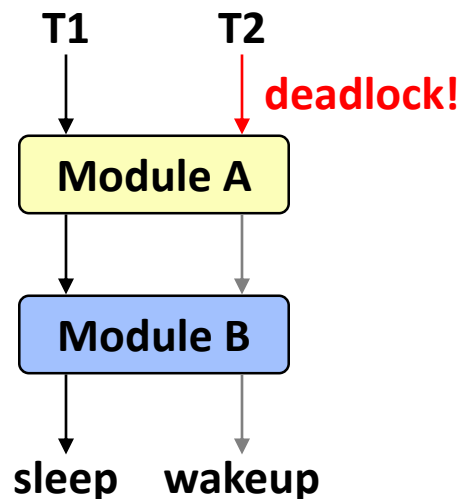 T1 T2
deadlock!
Module A
Module B
sleep wakeup